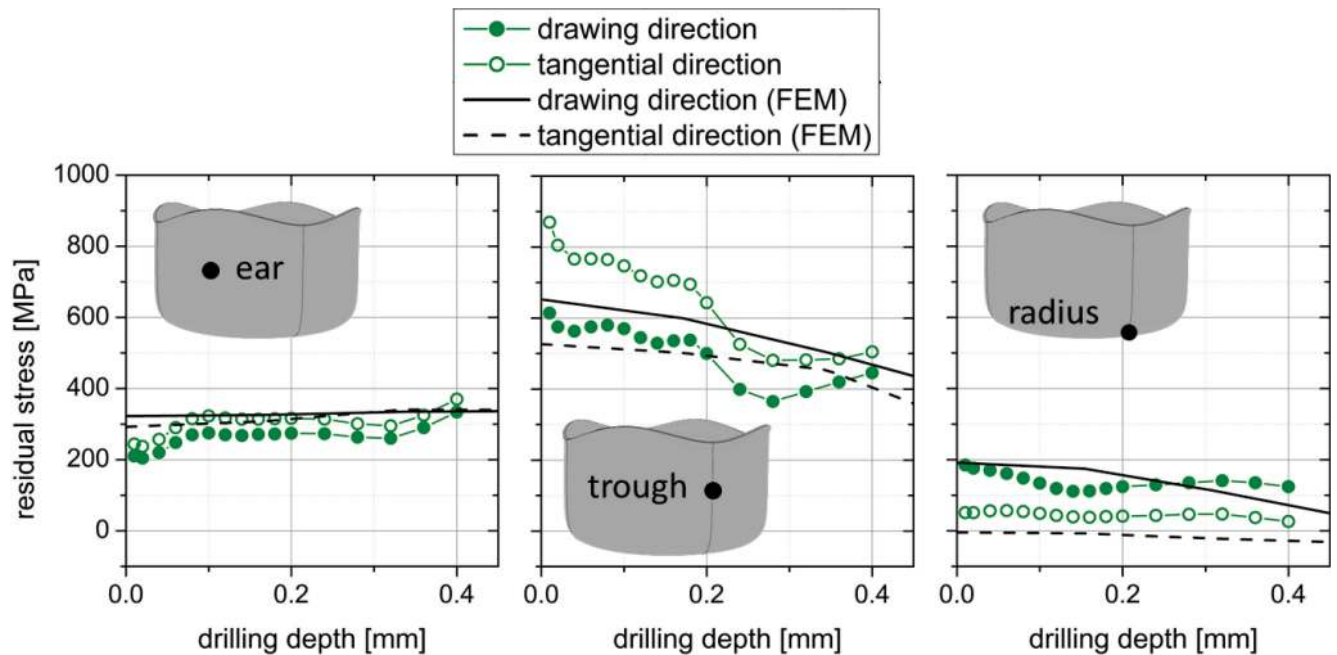 drawing direction
tangential direction
drawing direction (FEM)
tangential direction (FEM)
residual stress [MPa]
1000
800
600
400
200
0
ear
trough
radius
0.0 0.2 0.4
0.0 0.2 0.4
0.0 0.2 0.4
drilling depth [mm]
drilling depth [mm]
drilling depth [mm]